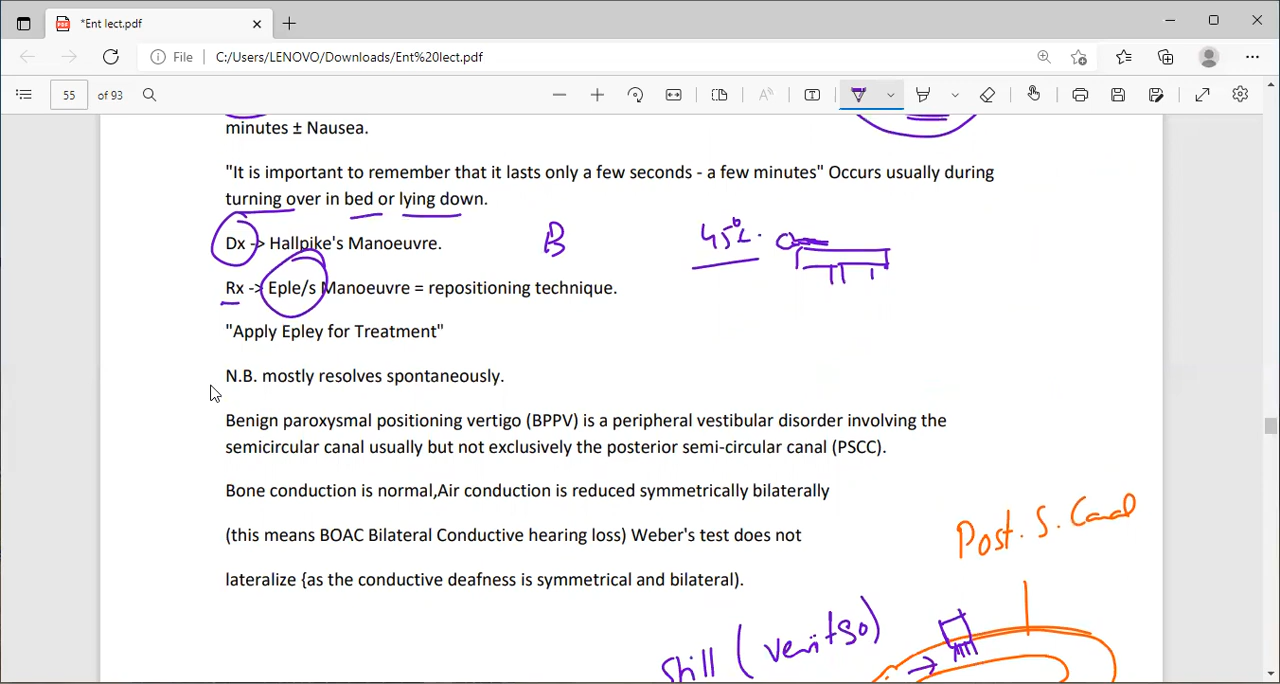 *Ent lect.pdf
File C:/Users/LENOVO/Downloads/Ent%20lect.pdf
55 of 93
minutes ± Nausea.
"It is important to remember that it lasts only a few seconds - a few minutes" Occurs usually during
turning over in bed or lying down.
Dx -> Hallpike's Manoeuvre. B 45°L.
Rx -> Eple/s Manoeuvre = repositioning technique.
"Apply Epley for Treatment"
N.B. mostly resolves spontaneously.
Benign paroxysmal positioning vertigo (BPPV) is a peripheral vestibular disorder involving the
semicircular canal usually but not exclusively the posterior semi-circular canal (PSCC).
Bone conduction is normal,Air conduction is reduced symmetrically bilaterally
Post. S. Canal
(this means BOAC Bilateral Conductive hearing loss) Weber's test does not
lateralize {as the conductive deafness is symmetrical and bilateral).
still (vertigo)